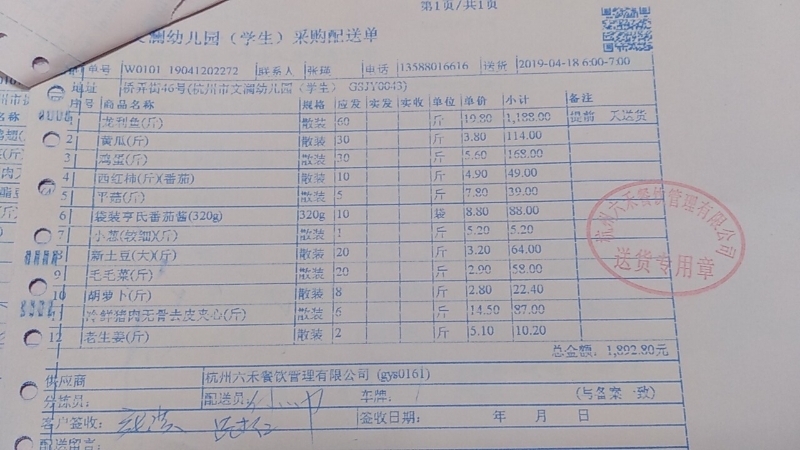 第1页/共1页
文澜幼儿园（学生）采购配送单
单号 W0101 19041202272 联系人 张瑛 电话 13588016616 送货 2019-04-18 6:00-7:00
地址 桥弄街46号(杭州市文澜幼儿园（学生） GSJY0043)
序号 商品名称 规格 应发 实发 实收 单位 单价 小计 备注
龙利鱼(斤) 散装 60 斤 19.80 1,188.00 提前 天送货
2 黄瓜(斤) 散装 30 斤 3.80 114.00
3 鸡蛋(斤) 散装 30 斤 5.60 168.00
4 西红柿(斤)(番茄) 散装 10 斤 4.90 49.00
5 平菇(斤) 散装 5 斤 7.80 39.00
6 袋装亨氏番茄酱(320g) 320g 10 袋 8.80 88.00
7 小葱(较细)(斤) 散装 1 斤 5.20 5.20
8 新土豆(大)(斤) 散装 20 斤 3.20 64.00
9 毛毛菜(斤) 散装 20 斤 2.90 58.00
10 胡萝卜(斤) 散装 8 斤 2.80 22.40
冷鲜猪肉无骨去皮夹心(斤) 散装 6 斤 14.50 87.00
12 老生姜(斤) 散装 2 斤 5.10 10.20
总金额: 1,892.80元
杭州六禾餐饮管理有限公司
送货专用章
供应商 杭州六禾餐饮管理有限公司 (gys0161)
分拣员: 配送员: 车牌: (与备案一致)
客户签收: 签收日期: 年 月 日
配送留言: